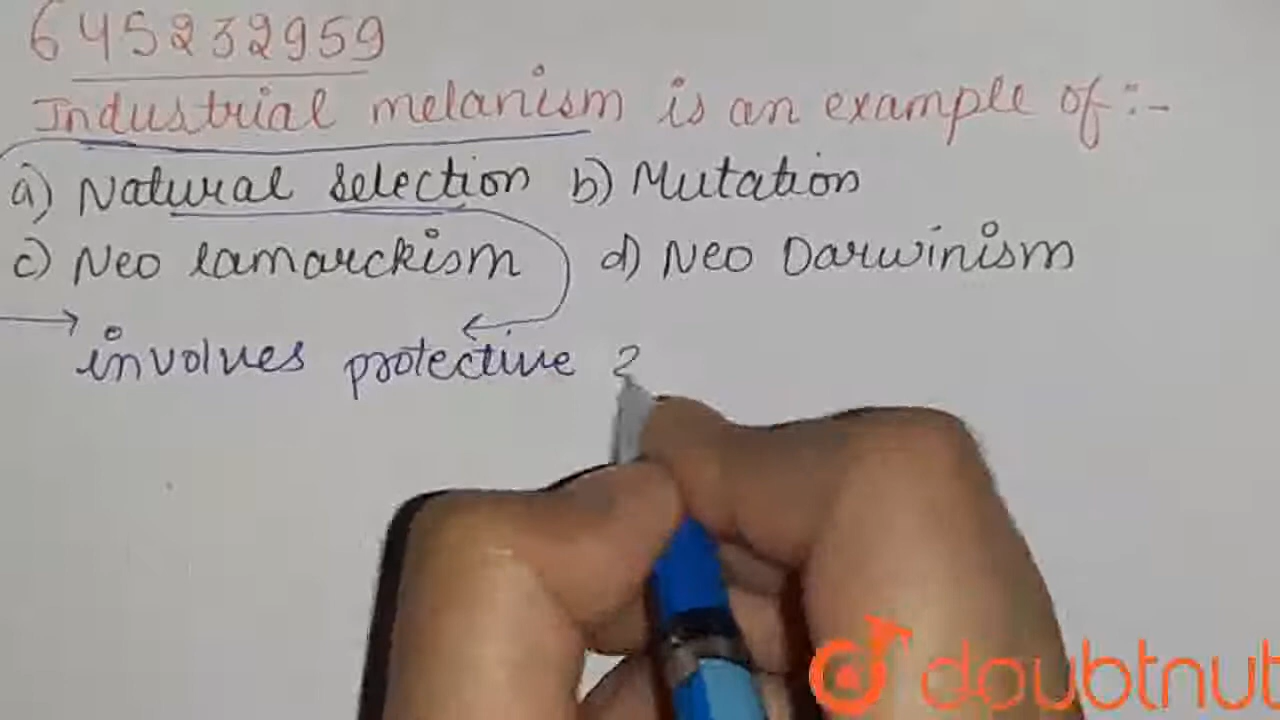 645232959
Industrial melanism is an example of :-
a) Natural selection b) Mutation
c) Neo lamarckism d) Neo Darwinism
→ involves protective
doubtnut